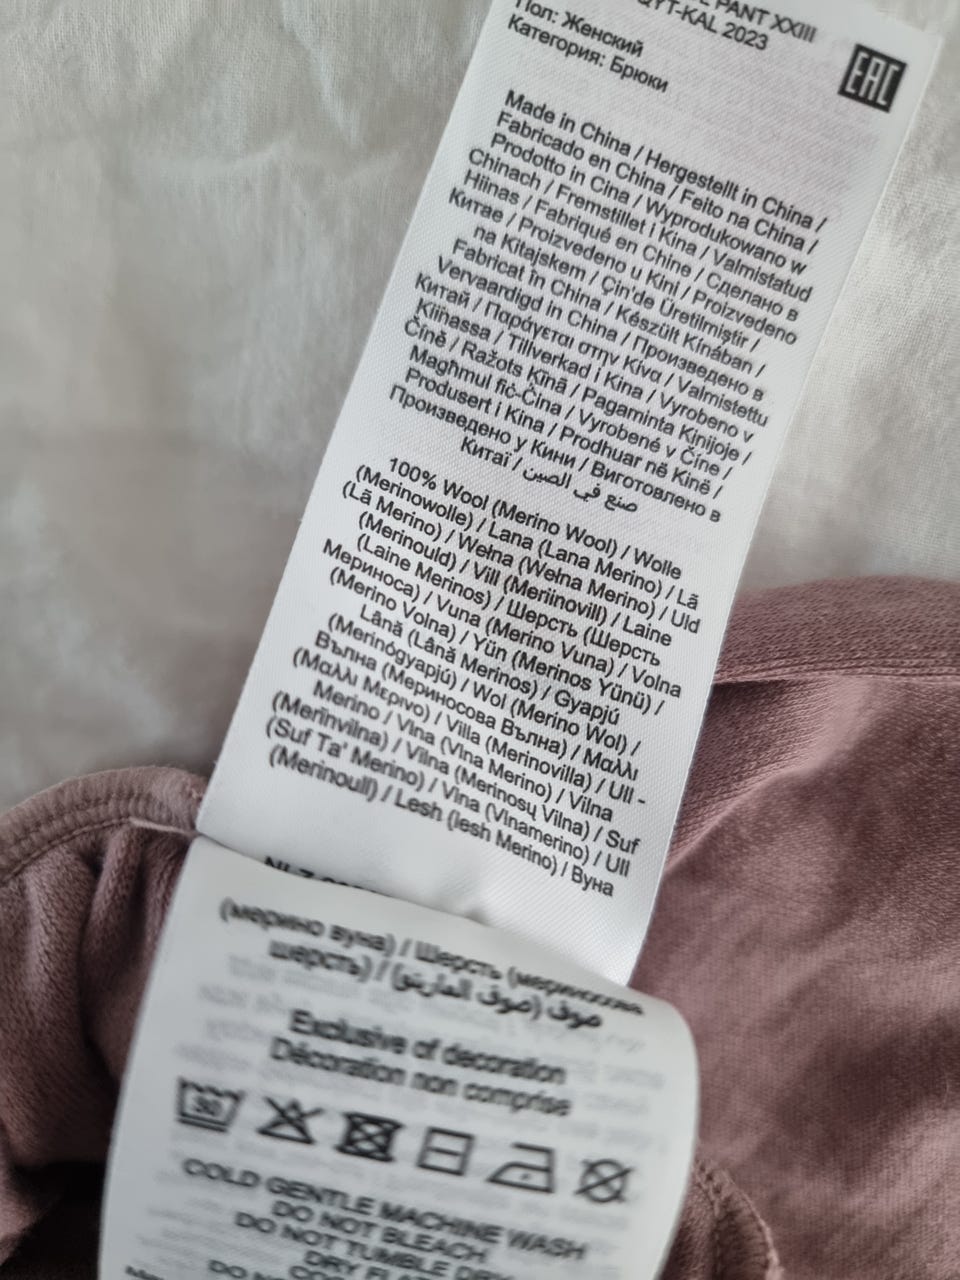 PANT XXIII
QYT-KAL 2023
Пол: Женский
Категория: Брюки
EAC
Made in China / Hergestellt in China /
Fabricado en China / Feito na China /
Prodotto in Cina / Wyprodukowano w
Chinach / Fremstillet i Kina / Valmistatud
Hiinas / Fabriqué en Chine / Сделано в
Китае / Proizvedeno u Kini / Proizvedeno
na Kitajskem / Çin'de Üretilmiştir /
Fabricat în China / Készült Kínában /
Vervaardigd in China / Произведено в
Китай / Παράγεται στην Κίνα / Valmistettu
Kiinassa / Tillverkad i Kina / Vyrobeno v
Číně / Ražots Ķīnā / Pagaminta Kinijoje /
Magħmul fiċ-Ċina / Vyrobené v Číne /
Produsert i Kina / Prodhuar në Kinë /
Произведено у Кини / Виготовлено в
Китаї / صنع في الصين
100% Wool (Merino Wool) / Wolle
(Merinowolle) / Lana (Lana Merino) / Lã
(Lã Merino) / Wełna (Wełna Merino) / Uld
(Merinould) / Vill (Meriinovill) / Laine
(Laine Merinos) / Шерсть (Шерсть
Мериноса) / Vuna (Merino Vuna) / Volna
(Merino Volna) / Yün (Merinos Yünü) /
Lână (Lână Merinos) / Gyapjú
(Merinógyapjú) / Wol (Merino Wol) /
Вълна (Мериносова Вълна) / Μαλλι
(Μαλλι Μερινο) / Villa (Merinovilla) / Ull -
Merino / Vlna (Vlna Merino) / Vilna
(Merīnvilna) / Vilna (Merinosų Vilna) / Suf
(Suf Ta' Merino) / Vlna (Vlnamerino) / Ull
(Merinoull) / Lesh (lesh Merino) / Вуна
(мерино вуна) / Шерсть (мериносова
шерсть) / صوف (صوف المارينو)
Exclusive of decoration
Décoration non comprise
30
COLD GENTLE MACHINE WASH
DO NOT BLEACH
DO NOT TUMBLE DRY
DRY FLAT